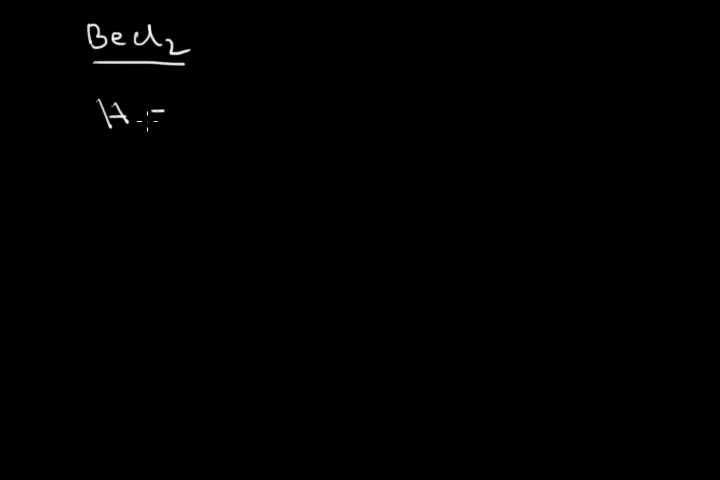 BeCl2
H =